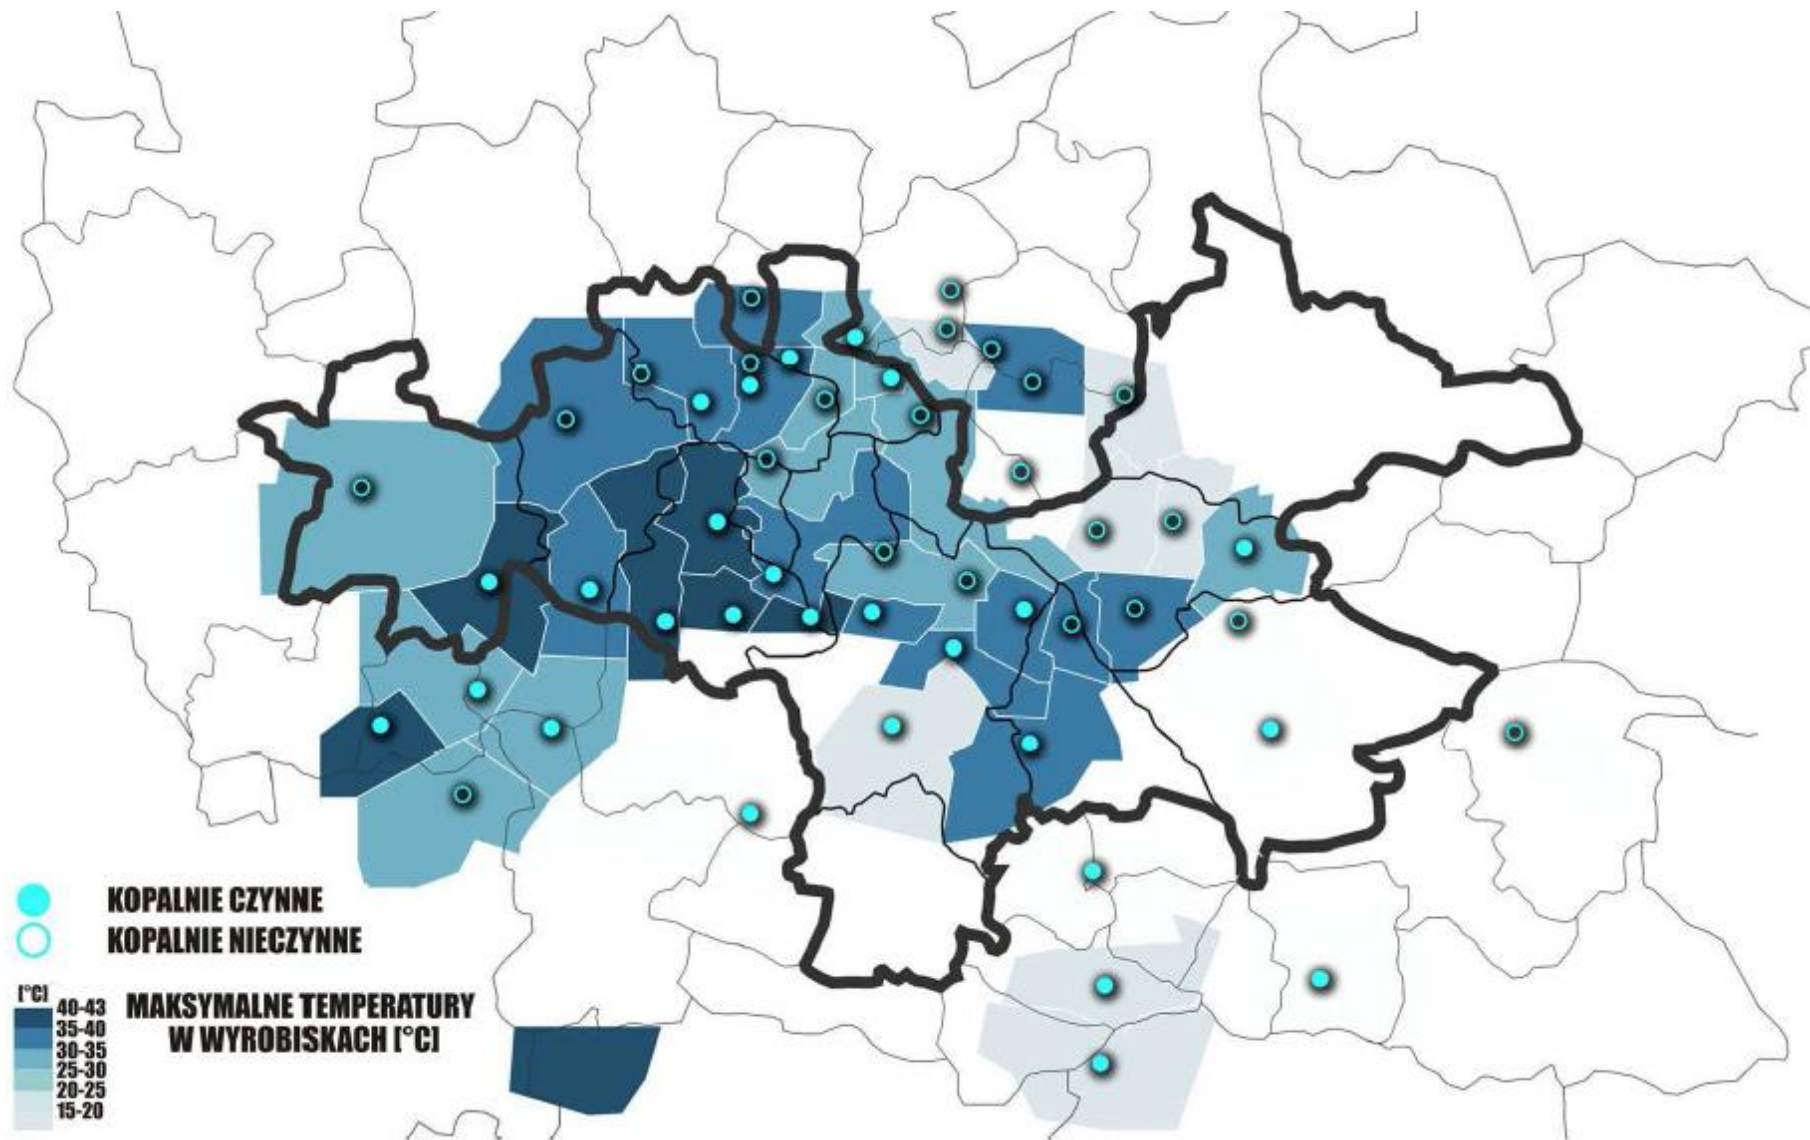 KOPALNIE CZYNNE
KOPALNIE NIECZYNNE
[°C]
MAKSYMALNE TEMPERATURY
W WYROBISKACH [°C]
40-43
35-40
30-35
25-30
20-25
15-20